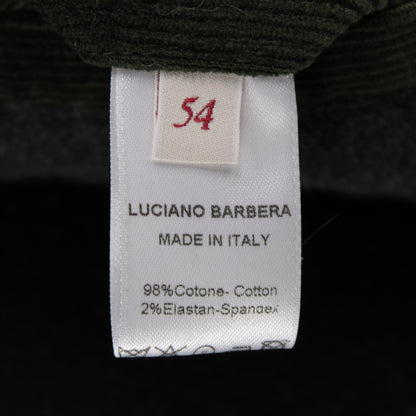 54
LUCIANO BARBERA
MADE IN ITALY
98%Cotone- Cotton
2%Elastan-Spandex